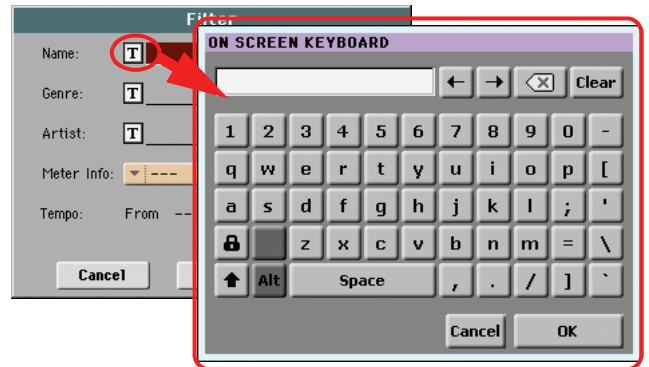 Filter
Name: T
Genre: T
Artist: T
Meter Info: ---
Tempo: From --
Cancel
ON SCREEN KEYBOARD
← → Clear
1 2 3 4 5 6 7 8 9 0 -
q w e r t y u i o p [
a s d f g h j k l ; '
z x c v b n m = \
Alt Space , . / ] `
Cancel OK